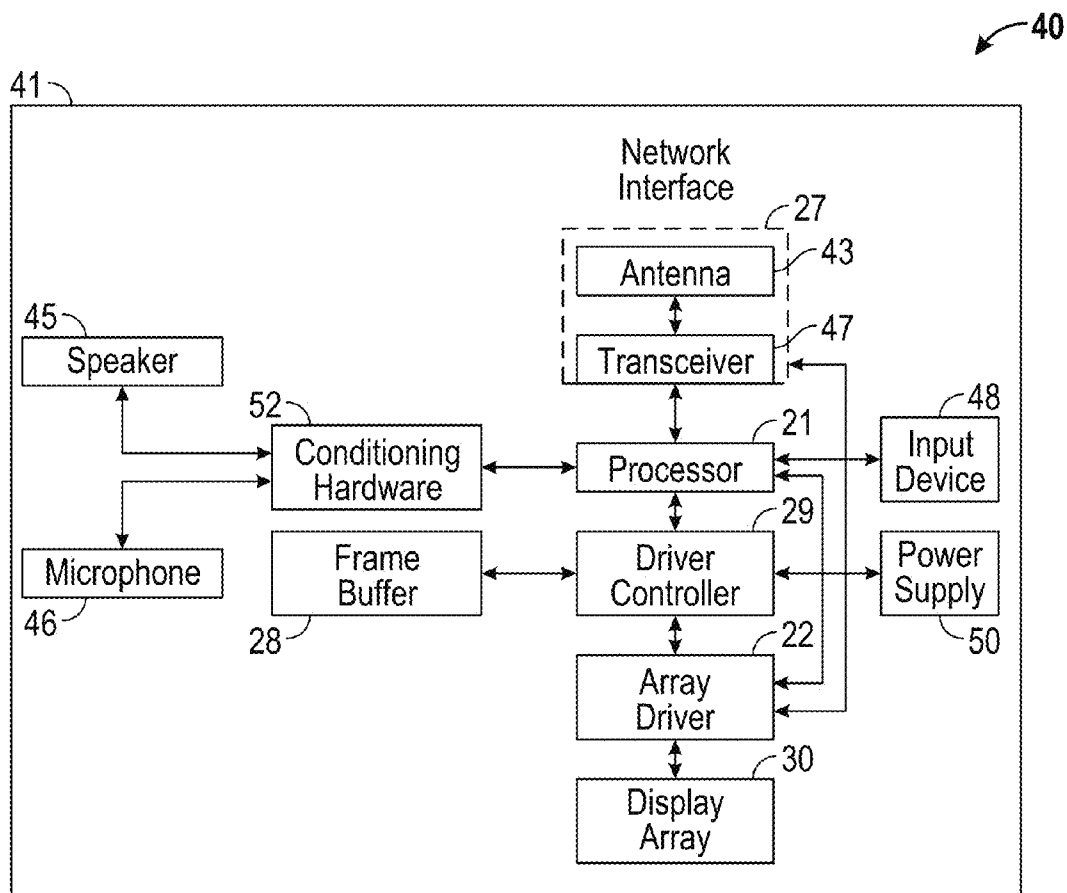 40
41
Network
Interface
27
Antenna
43
45
Speaker
Transceiver
47
52
Conditioning
Hardware
21
Processor
48
Input
Device
Microphone
46
Frame
Buffer
28
29
Driver
Controller
Power
Supply
50
22
Array
Driver
30
Display
Array